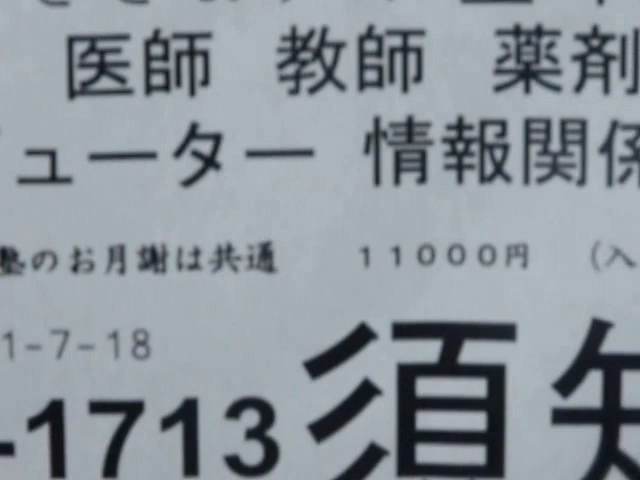 医師　教師　薬剤
ューター　情報関係
塾のお月謝は共通　１１０００円　（入
1-7-18
-1713 須知